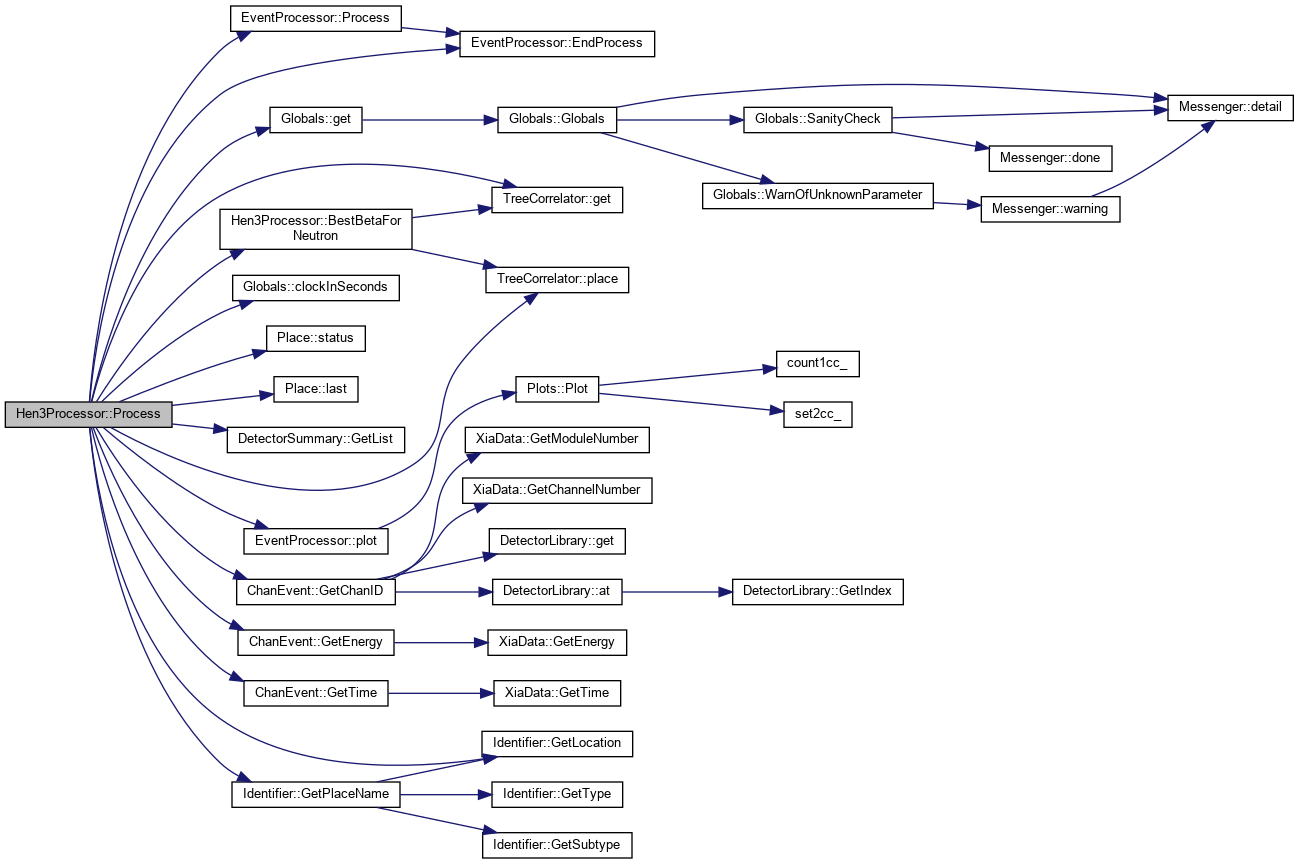 EventProcessor::Process
EventProcessor::EndProcess
Globals::get
Globals::Globals
Globals::SanityCheck
Messenger::detail
Messenger::done
Globals::WarnOfUnknownParameter
Messenger::warning
TreeCorrelator::get
Hen3Processor::BestBetaFor
Neutron
TreeCorrelator::place
Globals::clockInSeconds
Place::status
Place::last
Plots::Plot
count1cc_
set2cc_
Hen3Processor::Process
DetectorSummary::GetList
XiaData::GetModuleNumber
XiaData::GetChannelNumber
EventProcessor::plot
DetectorLibrary::get
ChanEvent::GetChanID
DetectorLibrary::at
DetectorLibrary::GetIndex
ChanEvent::GetEnergy
XiaData::GetEnergy
ChanEvent::GetTime
XiaData::GetTime
Identifier::GetLocation
Identifier::GetPlaceName
Identifier::GetType
Identifier::GetSubtype